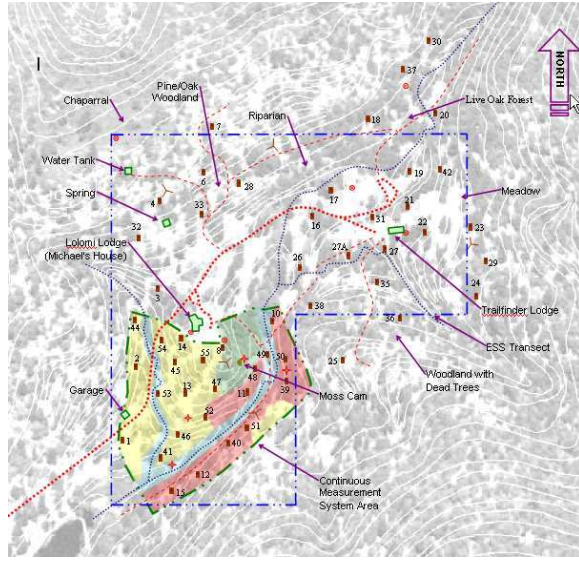 30
NORTH
37
Pine/Oak
Woodland
Chaparral
Riparian
Live Oak Forest
7
18
20
Water Tank
6
28
19
42
Meadow
4
17
Spring
33
21
16
31
22
23
32
Lolomi Lodge
(Michael's House)
27A
27
26
29
3
35
24
Trailfinder Lodge
38
44
10
36
54
14
8
ESS Transect
2
45
55
49
50
25
Woodland with
Dead Trees
53
13
47
48
39
11
Moss Cam
Garage
52
1
46
51
40
41
12
15
Continuous
Measurement
System Area